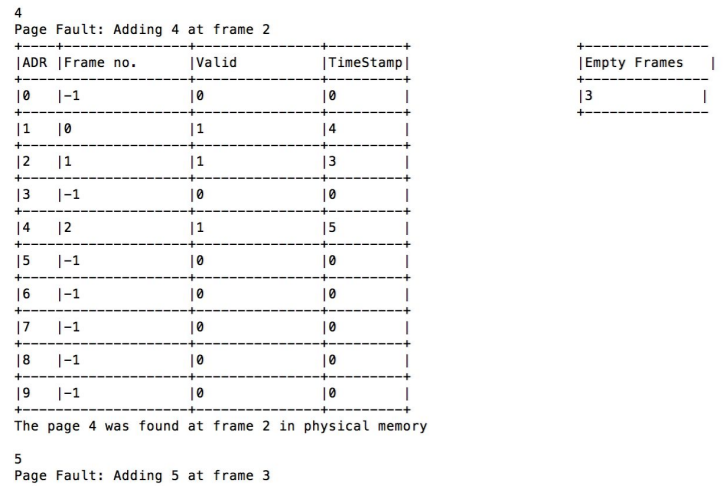 4
Page Fault: Adding 4 at frame 2
|ADR |Frame no. |Valid |TimeStamp| |Empty Frames |
|0 |-1 |0 |0 | |3 |
|1 |0 |1 |4 |
|2 |1 |1 |3 |
|3 |-1 |0 |0 |
|4 |2 |1 |5 |
|5 |-1 |0 |0 |
|6 |-1 |0 |0 |
|7 |-1 |0 |0 |
|8 |-1 |0 |0 |
|9 |-1 |0 |0 |
The page 4 was found at frame 2 in physical memory
5
Page Fault: Adding 5 at frame 3